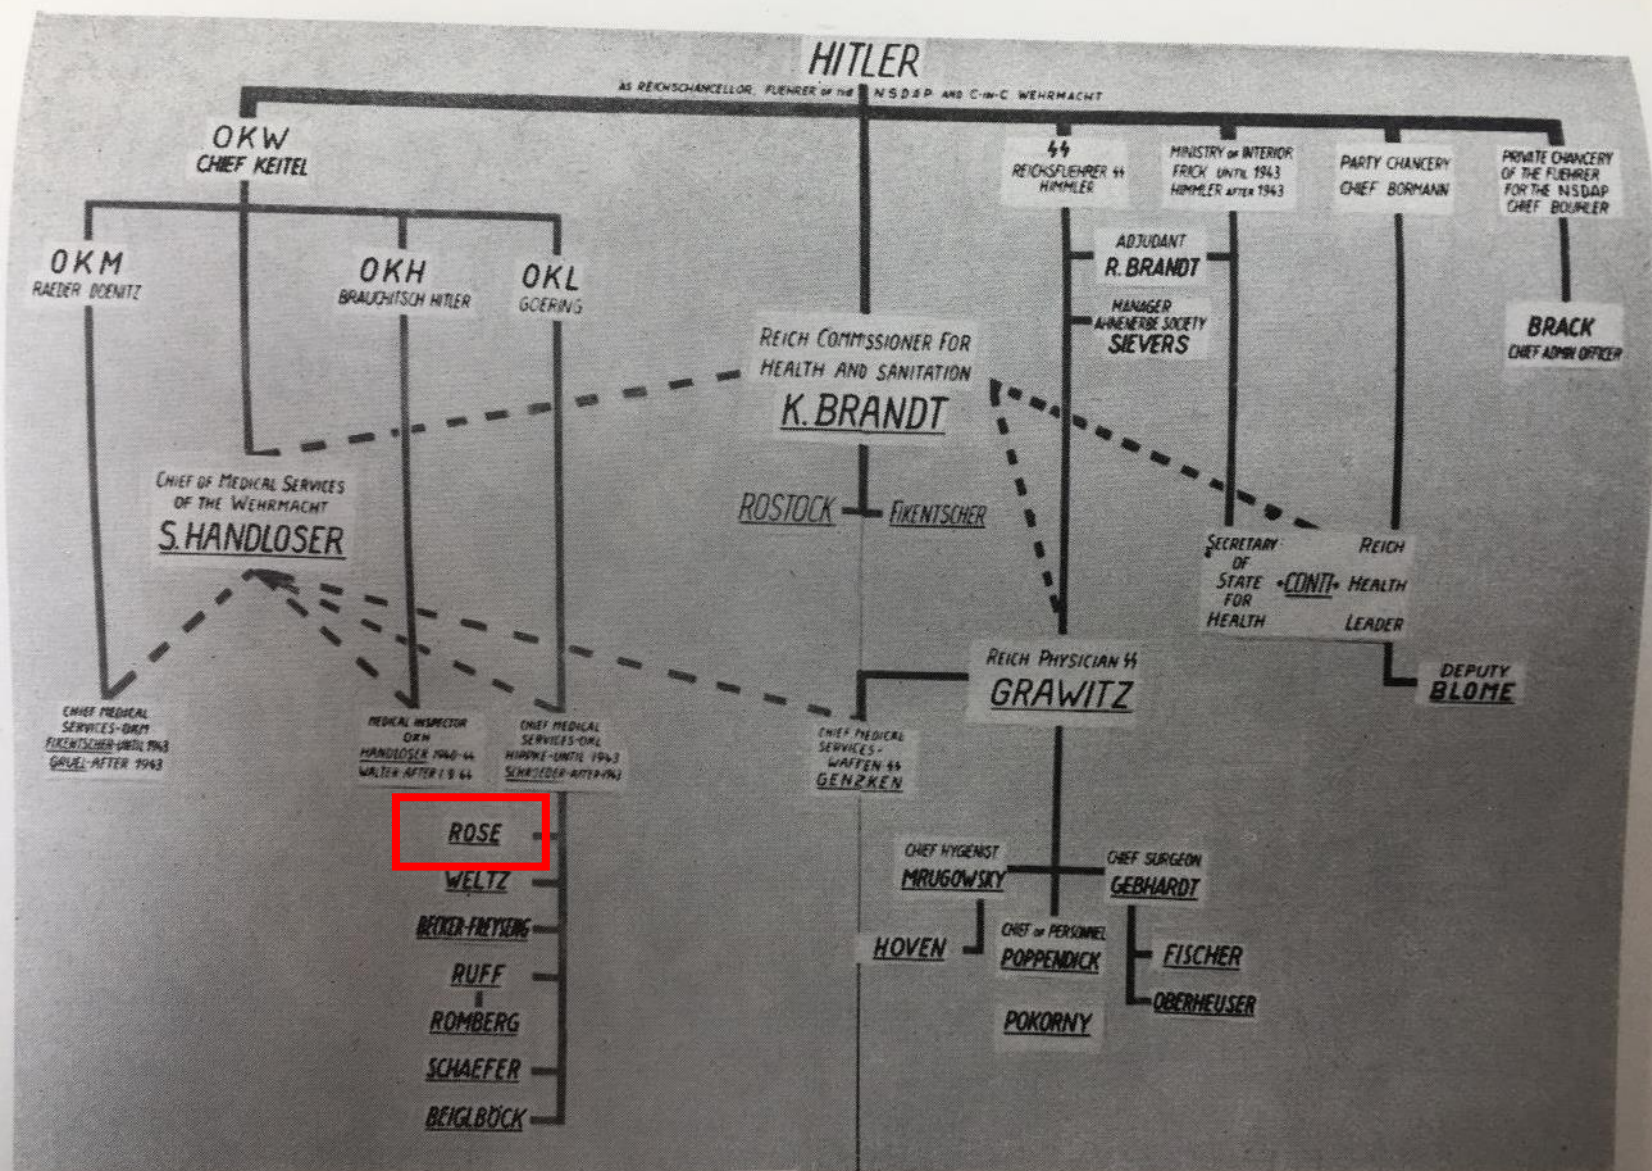 HITLER
AS REICHSCHANCELLOR, FUEHRER OF THE NSDAP AND C-IN-C WEHRMACHT
OKW
CHIEF KEITEL
SS
REICHSFUEHRER SS
HIMMLER
MINISTRY OF INTERIOR
FRICK UNTIL 1943
HIMMLER AFTER 1943
PARTY CHANCERY
CHIEF BORMANN
PRIVATE CHANCERY
OF THE FUEHRER
FOR THE NSDAP
CHIEF BOUHLER
OKM
RAEDER DOENITZ
OKH
BRAUCHITSCH HITLER
OKL
GOERING
ADJUDANT
R. BRANDT
MANAGER
AHNENERBE SOCIETY
SIEVERS
BRACK
CHIEF ADMIN OFFICER
REICH COMMISSIONER FOR
HEALTH AND SANITATION
K. BRANDT
ROSTOCK
FIKENTSCHER
CHIEF OF MEDICAL SERVICES
OF THE WEHRMACHT
S. HANDLOSER
SECRETARY
OF
STATE
FOR
HEALTH
CONTI
REICH
HEALTH
LEADER
DEPUTY
BLOME
REICH PHYSICIAN SS
GRAWITZ
CHIEF MEDICAL
SERVICES-OKM
FIKENTSCHER-UNTIL 1943
GAUEL-AFTER 1943
MEDICAL INSPECTOR
OKH
HANDLOSER 1940-44
WALTER-AFTER 1944
CHIEF MEDICAL
SERVICES-OKL
HIPPKE-UNTIL 1943
SCHROEDER-AFTER 1943
CHIEF MEDICAL
SERVICES-
WAFFEN SS
GENZKEN
ROSE
WELTZ
BECKER-FREYSENG
RUFF
ROMBERG
SCHAEFER
BEIGLBÖCK
CHIEF HYGIENIST
MRUGOWSKY
HOVEN
CHIEF OF PERSONNEL
POPPENDICK
POKORNY
CHIEF SURGEON
GEBHARDT
FISCHER
OBERHEUSER